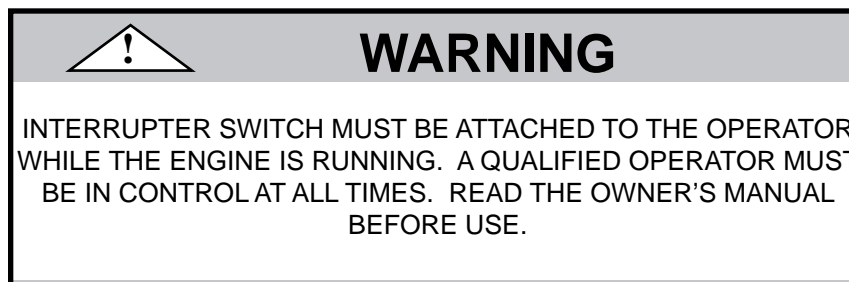 ! WARNING
INTERRUPTER SWITCH MUST BE ATTACHED TO THE OPERATOR
WHILE THE ENGINE IS RUNNING.  A QUALIFIED OPERATOR MUST
BE IN CONTROL AT ALL TIMES.  READ THE OWNER'S MANUAL
BEFORE USE.